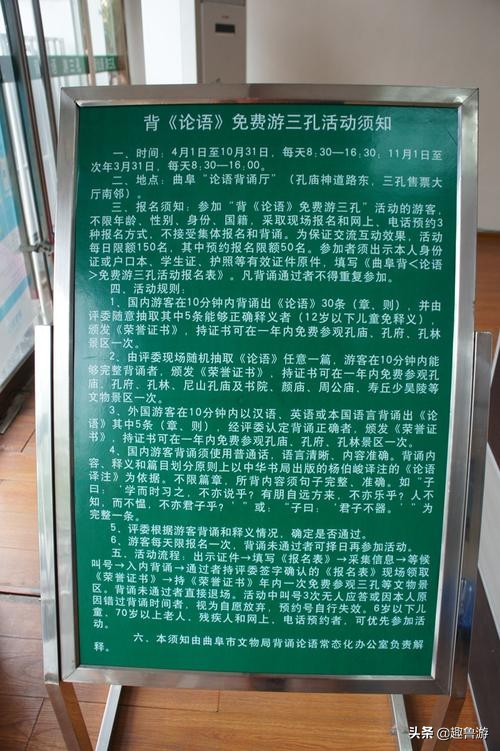 背《论语》免费游三孔活动须知
一、时间：4月1日至10月31日，每天8:30—16:30；11月1日至
次年3月31日，每天8:30—16:00。
二、地点：曲阜“论语背诵厅”（孔庙神道路东，三孔售票大
厅南邻）。
三、报名须知：参加“背《论语》免费游三孔”活动的游客，
不限年龄、性别、身份、国籍，采取现场报名和网上、电话预约3
种报名方式，不接受集体报名和背诵。为保证交流互动效果，活动
每日限额150名，其中预约报名限额50名。参加者须出示本人身份
证或户口本、学生证、护照等有效证件原件，填写《曲阜背<论语
>免费游三孔活动报名表》。凡背诵通过者不得重复参加。
四、活动规则：
1、国内游客在10分钟内背诵出《论语》30条（章、则），并由
评委随意抽取其中5条能够正确释义者（12岁以下儿童免释义），
颁发《荣誉证书》，持证书可在一年内免费参观孔庙、孔府、孔林
景区一次。
2、由评委现场随机抽取《论语》任意一篇，游客在10分钟内能
够完整背诵者，颁发《荣誉证书》，持证书可在一年内免费参观孔
庙、孔府、孔林、尼山孔庙及书院、颜庙、周公庙、寿丘少昊陵等
文物景区一次。
3、外国游客在10分钟内以汉语、英语或本国语言背诵出《论
语》其中5条（章、则），经评委认定背诵正确者，颁发《荣誉证
书》，持证书可在一年内免费参观孔庙、孔府、孔林景区一次。
4、国内游客背诵须使用普通话，语言清晰、内容准确。背诵内
容、释义和篇目划分原则上以中华书局出版的杨伯峻译注的《论语
译注》为依据。不限篇章，所背内容须句子完整、准确。如“子
曰：‘学而时习之，不亦说乎？有朋自远方来，不亦乐乎？人不
知，而不愠，不亦君子乎？’”或：“子曰：‘君子不器。’”为
完整一条。
5、评委根据游客背诵和释义情况，确定是否通过。
6、游客每天限报名一次，背诵未通过者可择日再参加活动。
五、活动流程：出示证件→填写《报名表》→采集信息→等候
叫号→入内背诵→通过者持评委签字确认的《报名表》现场领取
《荣誉证书》→持《荣誉证书》年内一次免费参观三孔等文物景
区。背诵未通过者直接退场。活动中叫号3次无人应答或因本人原
因错过背诵时间者，视为自愿放弃，预约号自行失效。6岁以下儿
童、70岁以上老人、残疾人和网上、电话预约者，可优先参加活
动。
六、本须知由曲阜市文物局背诵论语常态化办公室负责解
释。
头条 @趣鲁游